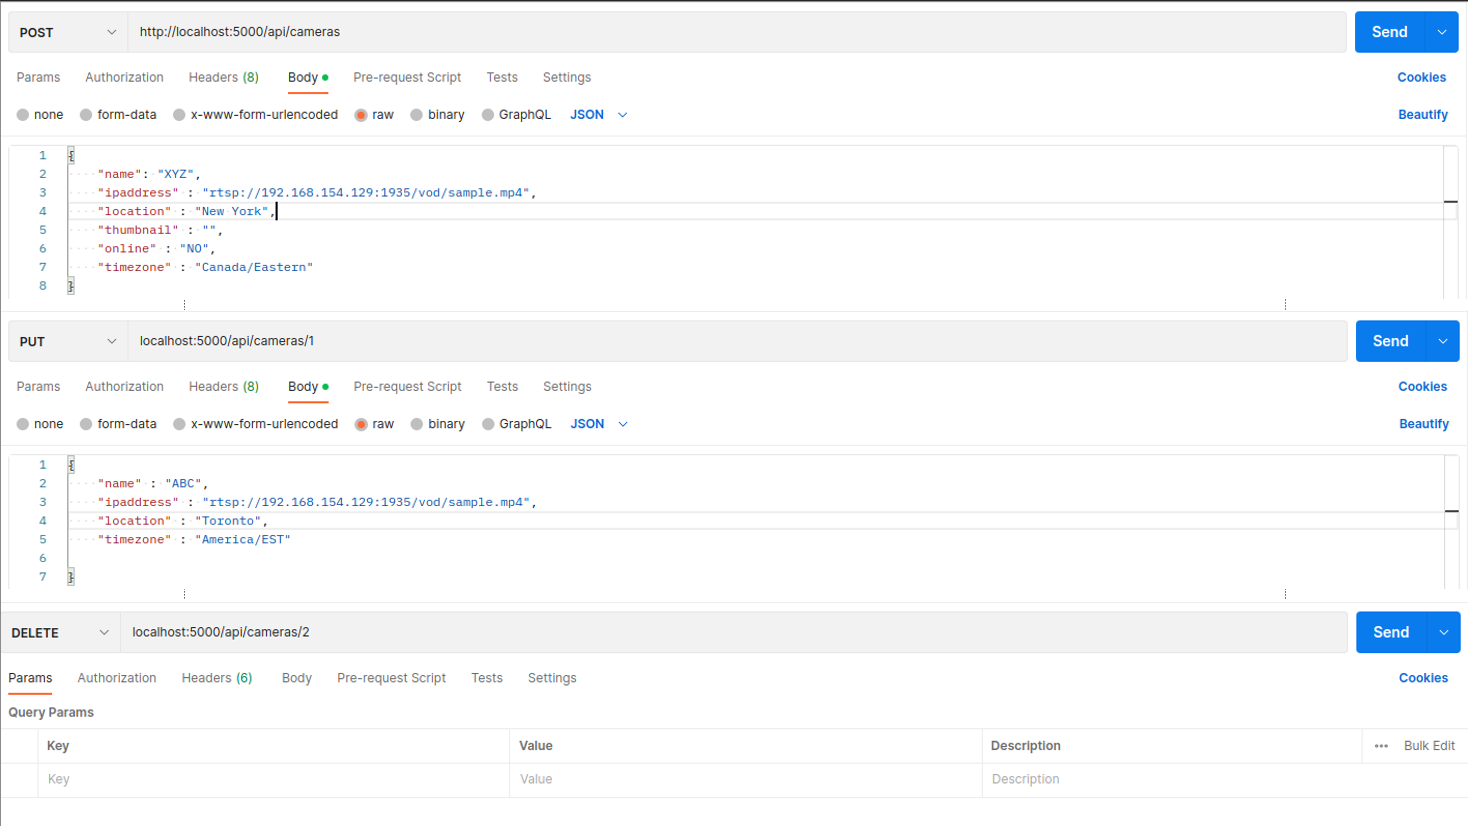 POST http://localhost:5000/api/cameras Send
Params Authorization Headers (8) Body Pre-request Script Tests Settings Cookies
none form-data x-www-form-urlencoded raw binary GraphQL JSON Beautify
1 {
2 "name": "XYZ",
3 "ipaddress" : "rtsp://192.168.154.129:1935/vod/sample.mp4",
4 "location" : "New York",
5 "thumbnail" : "",
6 "online" : "NO",
7 "timezone" : "Canada/Eastern"
8 }
PUT localhost:5000/api/cameras/1 Send
Params Authorization Headers (8) Body Pre-request Script Tests Settings Cookies
none form-data x-www-form-urlencoded raw binary GraphQL JSON Beautify
1 {
2 "name" : "ABC",
3 "ipaddress" : "rtsp://192.168.154.129:1935/vod/sample.mp4",
4 "location" : "Toronto",
5 "timezone" : "America/EST"
6
7 }
DELETE localhost:5000/api/cameras/2 Send
Params Authorization Headers (6) Body Pre-request Script Tests Settings Cookies
Query Params
Key Value Description Bulk Edit
Key Value Description